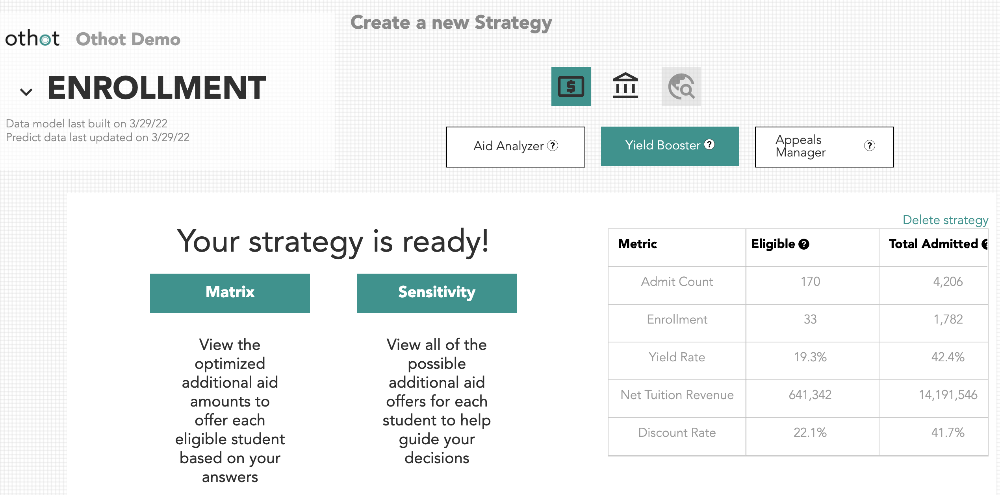 othot Othot Demo
Create a new Strategy
ENROLLMENT
Data model last built on 3/29/22
Predict data last updated on 3/29/22
Aid Analyzer ?
Yield Booster ?
Appeals
Manager ?
Delete strategy
Your strategy is ready!
Matrix
View the
optimized
additional aid
amounts to
offer each
eligible student
based on your
answers
Sensitivity
View all of the
possible
additional aid
offers for each
student to help
guide your
decisions
Metric Eligible ? Total Admitted ?
Admit Count 170 4,206
Enrollment 33 1,782
Yield Rate 19.3% 42.4%
Net Tuition Revenue 641,342 14,191,546
Discount Rate 22.1% 41.7%